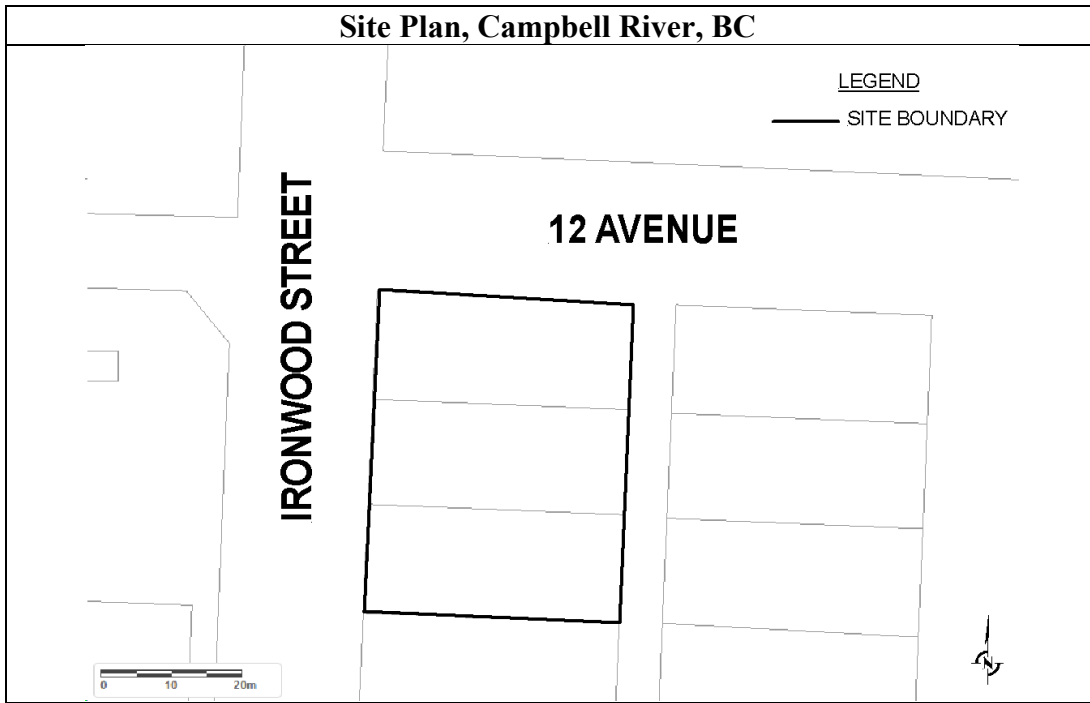 Site Plan, Campbell River, BC
LEGEND
SITE BOUNDARY
12 AVENUE
IRONWOOD STREET
0 10 20m
N